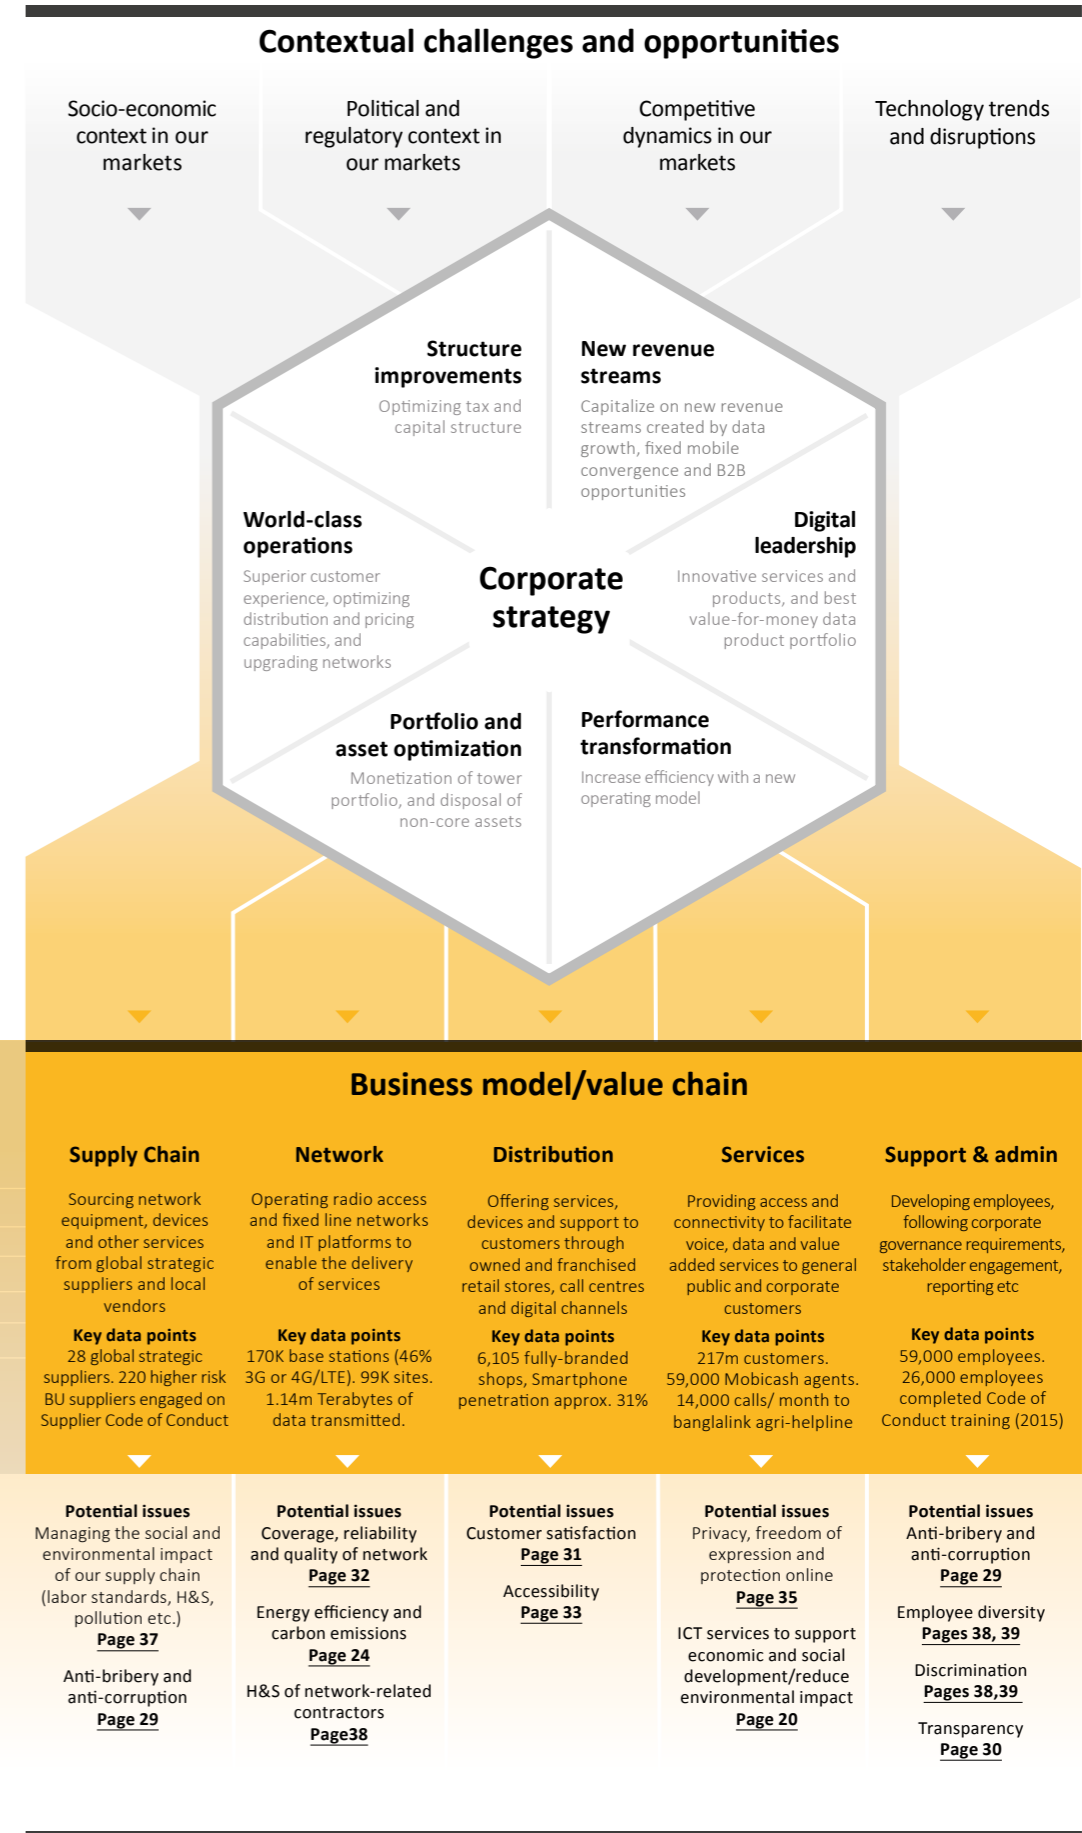 Contextual challenges and opportunities
Socio-economic
context in our
markets
Political and
regulatory context in
our markets
Competitive
dynamics in our
markets
Technology trends
and disruptions
Structure
improvements
Optimizing tax and
capital structure
New revenue
streams
Capitalize on new revenue
streams created by data
growth, fixed mobile
convergence and B2B
opportunities
World-class
operations
Superior customer
experience, optimizing
distribution and pricing
capabilities, and
upgrading networks
Corporate
strategy
Digital
leadership
Innovative services and
products, and best
value-for-money data
product portfolio
Portfolio and
asset optimization
Monetization of tower
portfolio, and disposal of
non-core assets
Performance
transformation
Increase efficiency with a new
operating model
Business model/value chain
Supply Chain
Sourcing network
equipment, devices
and other services
from global strategic
suppliers and local
vendors
Key data points
28 global strategic
suppliers. 220 higher risk
BU suppliers engaged on
Supplier Code of Conduct
Network
Operating radio access
and fixed line networks
and IT platforms to
enable the delivery
of services
Key data points
170K base stations (46%
3G or 4G/LTE). 99K sites.
1.14m Terabytes of
data transmitted.
Distribution
Offering services,
devices and support to
customers through
owned and franchised
retail stores, call centres
and digital channels
Key data points
6,105 fully-branded
shops, Smartphone
penetration approx. 31%
Services
Providing access and
connectivity to facilitate
voice, data and value
added services to general
public and corporate
customers
Key data points
217m customers.
59,000 Mobicash agents.
14,000 calls/ month to
banglalink agri-helpline
Support & admin
Developing employees,
following corporate
governance requirements,
stakeholder engagement,
reporting etc
Key data points
59,000 employees.
26,000 employees
completed Code of
Conduct training (2015)
Potential issues
Managing the social and
environmental impact
of our supply chain
(labor standards, H&S,
pollution etc.)
Page 37
Anti-bribery and
anti-corruption
Page 29
Potential issues
Coverage, reliability
and quality of network
Page 32
Energy efficiency and
carbon emissions
Page 24
H&S of network-related
contractors
Page38
Potential issues
Customer satisfaction
Page 31
Accessibility
Page 33
Potential issues
Privacy, freedom of
expression and
protection online
Page 35
ICT services to support
economic and social
development/reduce
environmental impact
Page 20
Potential issues
Anti-bribery and
anti-corruption
Page 29
Employee diversity
Pages 38, 39
Discrimination
Pages 38,39
Transparency
Page 30